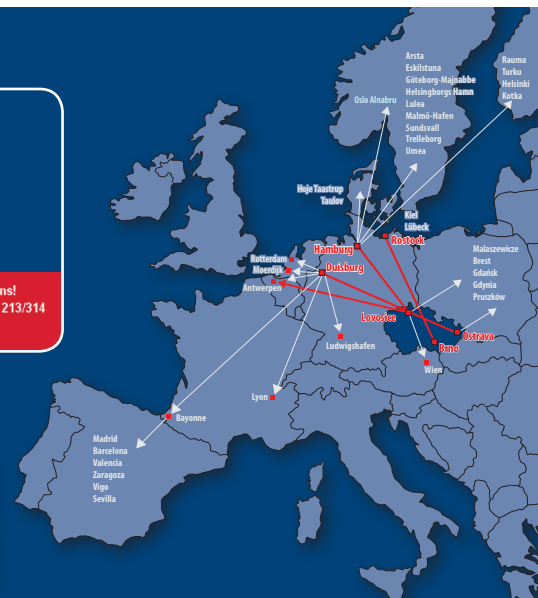 Arsta
Eskilstuna
Göteborg-Majnabbe
Helsingborgs Hamn
Lulea
Malmö-Hafen
Sundsvall
Trelleborg
Umea
Rauma
Turku
Helsinki
Kotka
Oslo Alnabru
Hoje Taastrup
Taulov
Kiel
Lübeck
Hamburg
Rostock
Rotterdam
Moerdijk
Antwerpen
Duisburg
Malaszewicze
Brest
Gdańsk
Gdynia
Pruszków
ns!
213/314
Lovosice
Ostrava
Brno
Ludwigshafen
Wien
Lyon
Bayonne
Madrid
Barcelona
Valencia
Zaragoza
Vigo
Sevilla